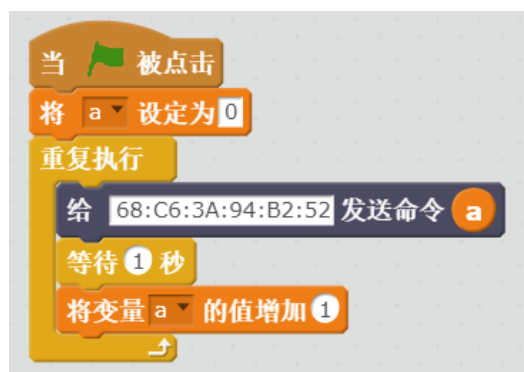 当 被点击
将 a 设定为 0
重复执行
给 68:C6:3A:94:B2:52 发送命令 a
等待 1 秒
将变量 a 的值增加 1